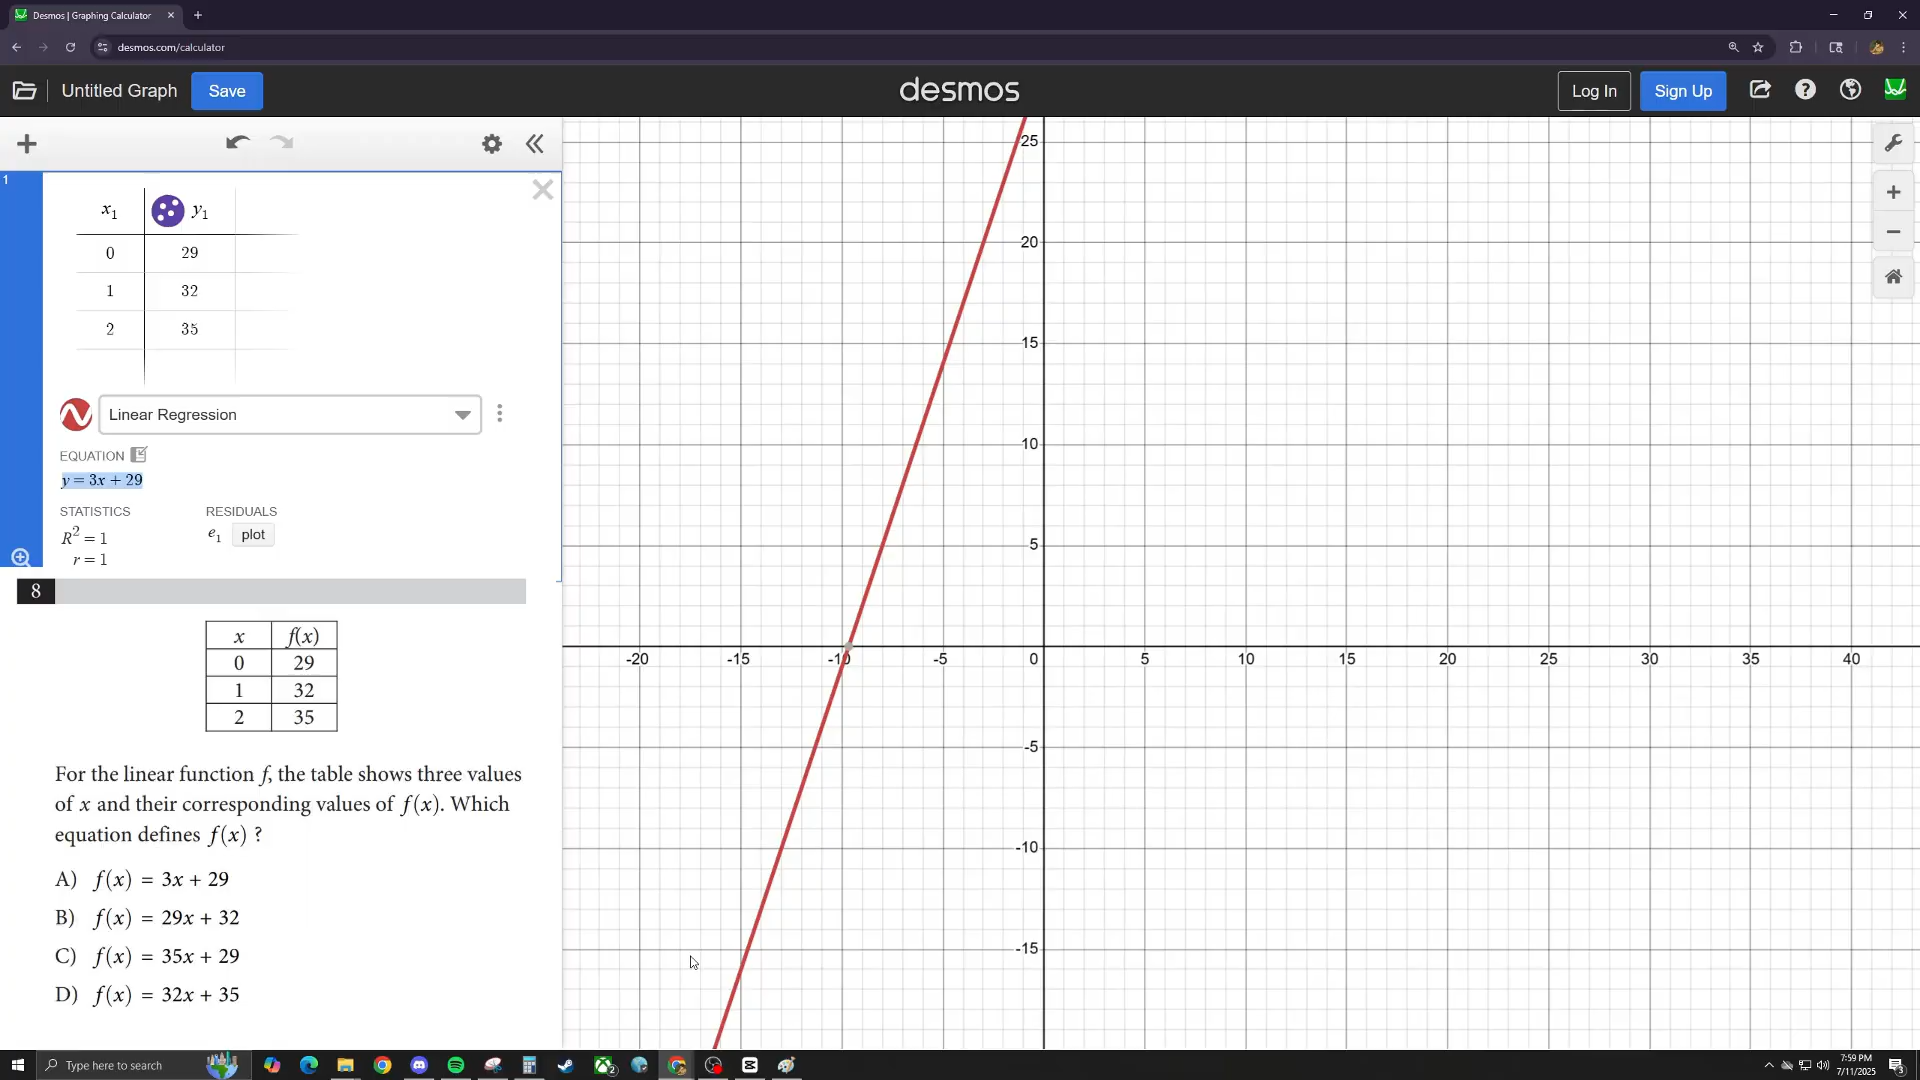 Desmos | Graphing Calculator
desmos.com/calculator
Untitled Graph
Save
desmos
Log In
Sign Up
1
x₁ y₁
0 29
1 32
2 35
Linear Regression
EQUATION
y = 3x + 29
STATISTICS RESIDUALS
R² = 1 e₁ plot
r = 1
8
x f(x)
0 29
1 32
2 35
For the linear function f, the table shows three values
of x and their corresponding values of f(x). Which
equation defines f(x) ?
A) f(x) = 3x + 29
B) f(x) = 29x + 32
C) f(x) = 35x + 29
D) f(x) = 32x + 35
25
20
15
10
5
-20 -15 -10 -5 0 5 10 15 20 25 30 35 40
-5
-10
-15
Type here to search
2
7:59 PM
7/11/2025
3